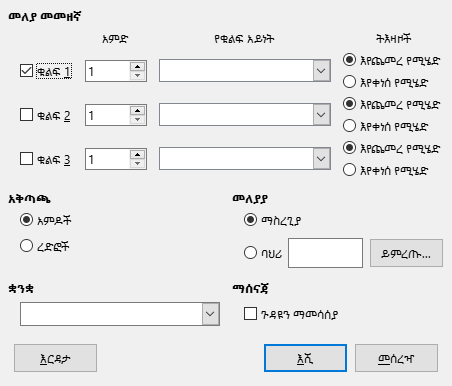 መለያ መመዘኛ
አምድ የቁልፍ አይነት ትእዛዞች
ቁልፍ 1 1 እየጨመረ የሚሄድ
እየቀነሰ የሚሄድ
ቁልፍ 2 1 እየጨመረ የሚሄድ
እየቀነሰ የሚሄድ
ቁልፍ 3 1 እየጨመረ የሚሄድ
እየቀነሰ የሚሄድ
አቅጣጫ መለያያ
አምዶች ማስረጊያ
ረድፎች ባህሪ ይምረጡ...
ቋንቋ ማሰናጃ
ጉዳዩን ማመሳሰያ
እርዳታ እሺ መሰረዣ